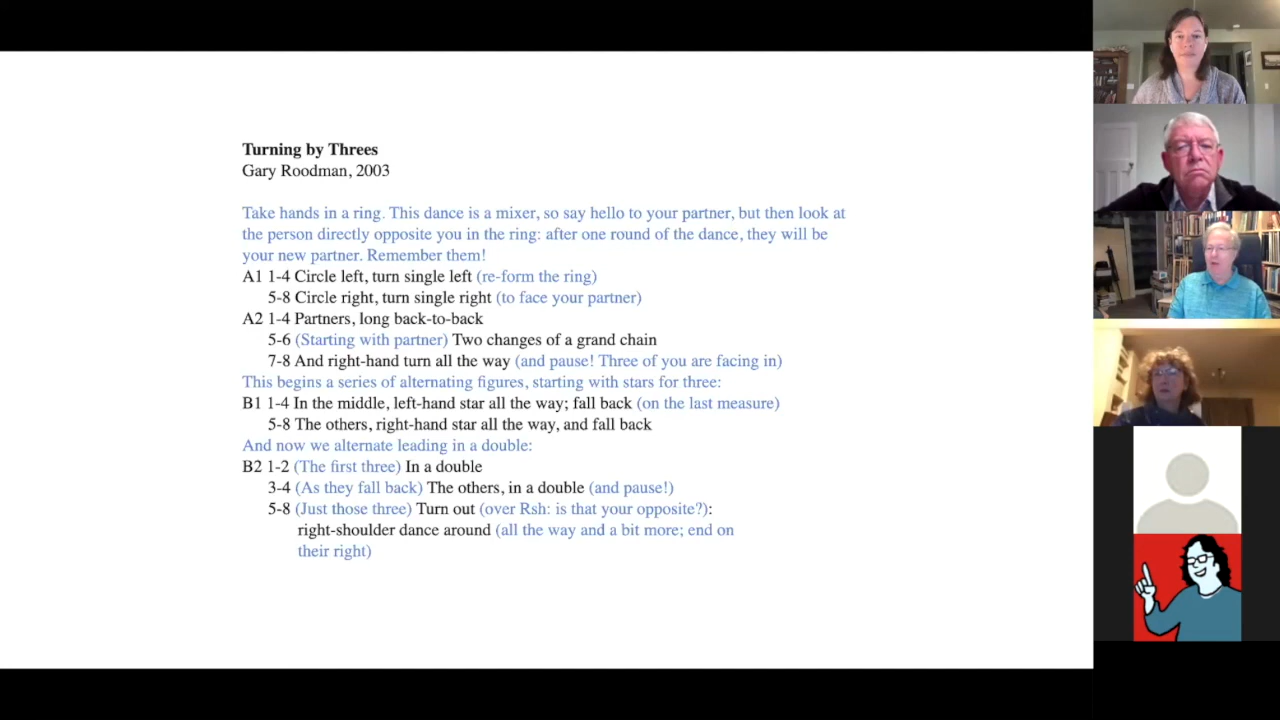 Turning by Threes
Gary Roodman, 2003
Take hands in a ring. This dance is a mixer, so say hello to your partner, but then look at
the person directly opposite you in the ring: after one round of the dance, they will be
your new partner. Remember them!
A1 1-4 Circle left, turn single left (re-form the ring)
5-8 Circle right, turn single right (to face your partner)
A2 1-4 Partners, long back-to-back
5-6 (Starting with partner) Two changes of a grand chain
7-8 And right-hand turn all the way (and pause! Three of you are facing in)
This begins a series of alternating figures, starting with stars for three:
B1 1-4 In the middle, left-hand star all the way; fall back (on the last measure)
5-8 The others, right-hand star all the way, and fall back
And now we alternate leading in a double:
B2 1-2 (The first three) In a double
3-4 (As they fall back) The others, in a double (and pause!)
5-8 (Just those three) Turn out (over Rsh: is that your opposite?):
right-shoulder dance around (all the way and a bit more; end on
their right)